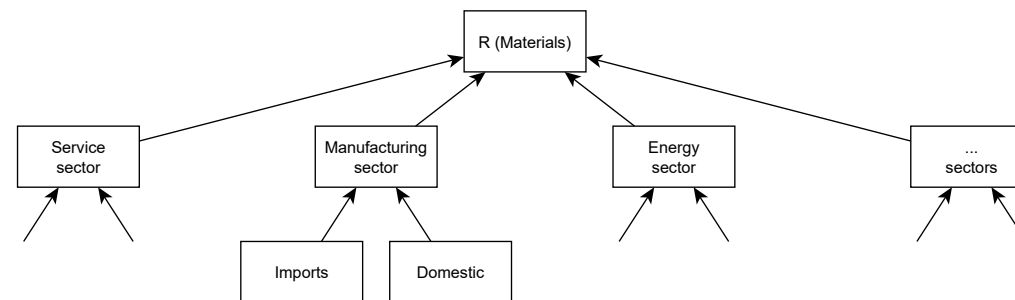 R (Materials)
Service
sector
Manufacturing
sector
Energy
sector
...
sectors
Imports
Domestic